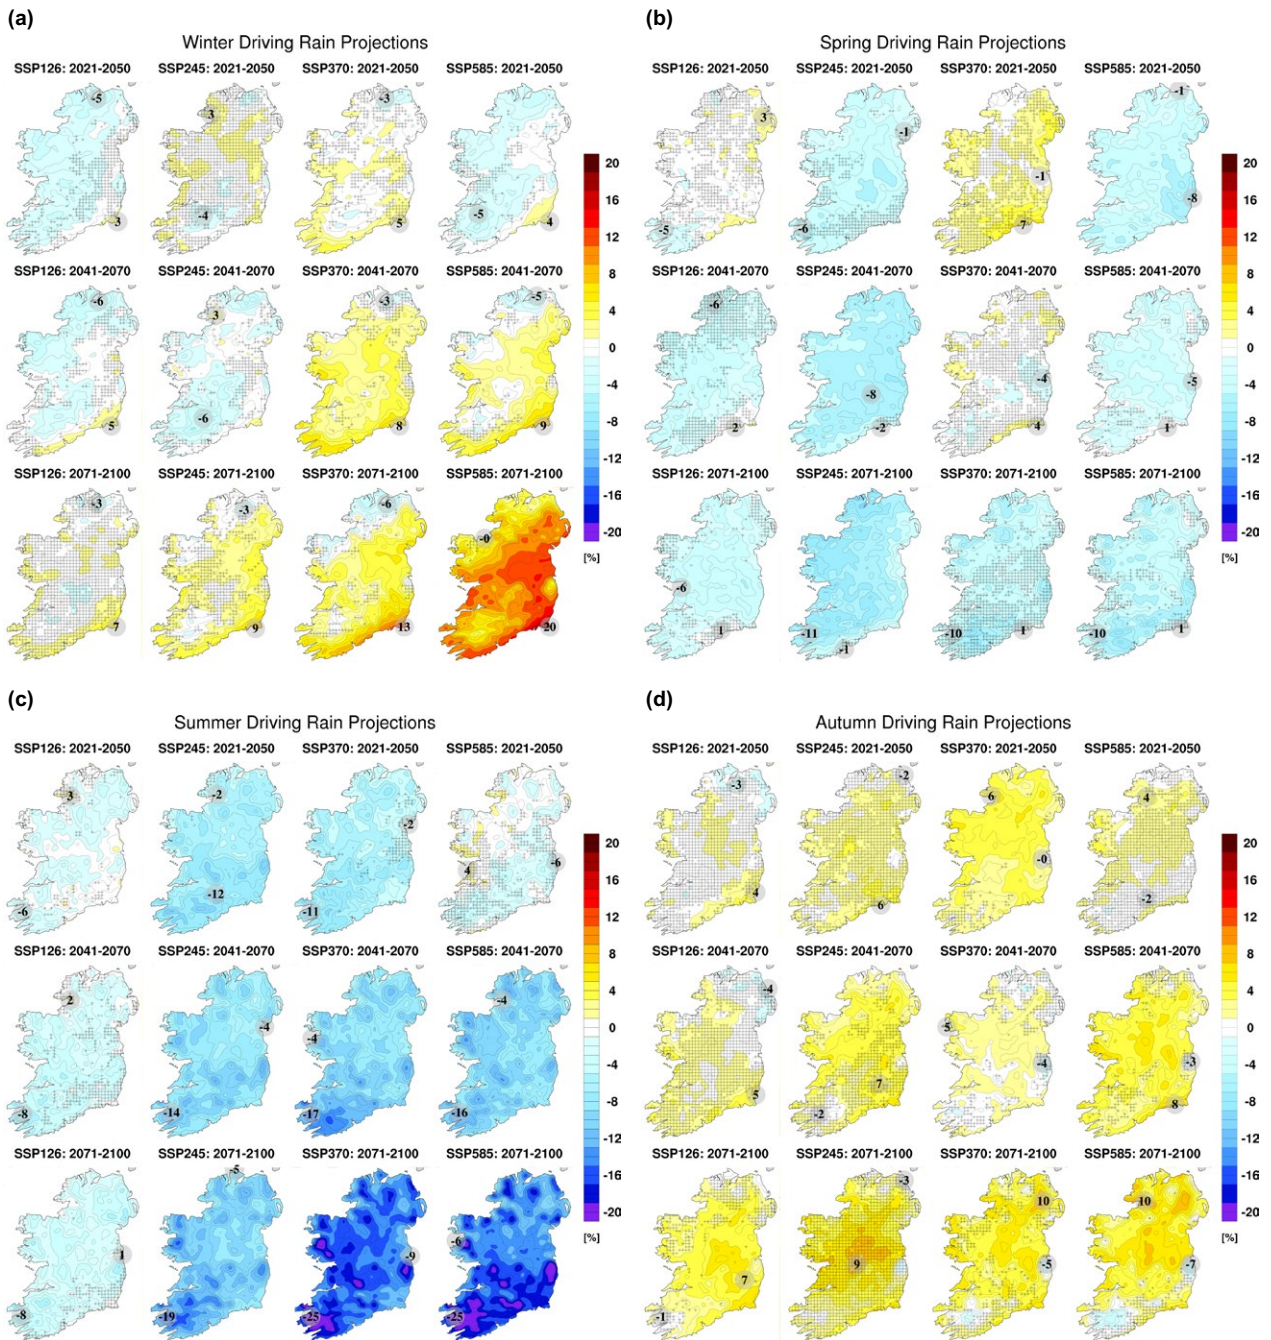 (a)
Winter Driving Rain Projections
SSP126: 2021-2050 SSP245: 2021-2050 SSP370: 2021-2050 SSP585: 2021-2050
-5 3 -3
-4 -5
3 5 4
SSP126: 2041-2070 SSP245: 2041-2070 SSP370: 2041-2070 SSP585: 2041-2070
-6 3 -3 -5
-6
5 8 9
SSP126: 2071-2100 SSP245: 2071-2100 SSP370: 2071-2100 SSP585: 2071-2100
-3 -3 -6 -0
7 9 13 20
20
16
12
8
4
0
-4
-8
-12
-16
-20
[%]
(b)
Spring Driving Rain Projections
SSP126: 2021-2050 SSP245: 2021-2050 SSP370: 2021-2050 SSP585: 2021-2050
3 -1 -1 -1
-5 -6 7 -8
SSP126: 2041-2070 SSP245: 2041-2070 SSP370: 2041-2070 SSP585: 2041-2070
-6 -8 -4 -5
2 -2 4 1
SSP126: 2071-2100 SSP245: 2071-2100 SSP370: 2071-2100 SSP585: 2071-2100
-6
1 -11 -1 -10 1 -10 1
20
16
12
8
4
0
-4
-8
-12
-16
-20
[%]
(c)
Summer Driving Rain Projections
SSP126: 2021-2050 SSP245: 2021-2050 SSP370: 2021-2050 SSP585: 2021-2050
3 -2 -2 -6
-6 -12 -11 4
SSP126: 2041-2070 SSP245: 2041-2070 SSP370: 2041-2070 SSP585: 2041-2070
2 -4 -4 -4
-8 -14 -17 -16
SSP126: 2071-2100 SSP245: 2071-2100 SSP370: 2071-2100 SSP585: 2071-2100
1 -5 -9 -6
-8 -19 -25 -25
20
16
12
8
4
0
-4
-8
-12
-16
-20
[%]
(d)
Autumn Driving Rain Projections
SSP126: 2021-2050 SSP245: 2021-2050 SSP370: 2021-2050 SSP585: 2021-2050
-3 -2 6 4
4 6 -0 -2
SSP126: 2041-2070 SSP245: 2041-2070 SSP370: 2041-2070 SSP585: 2041-2070
-4 7 5 -3
5 -2 -4 8
SSP126: 2071-2100 SSP245: 2071-2100 SSP370: 2071-2100 SSP585: 2071-2100
7 -3 10 10
-1 9 -5 -7
20
16
12
8
4
0
-4
-8
-12
-16
-20
[%]